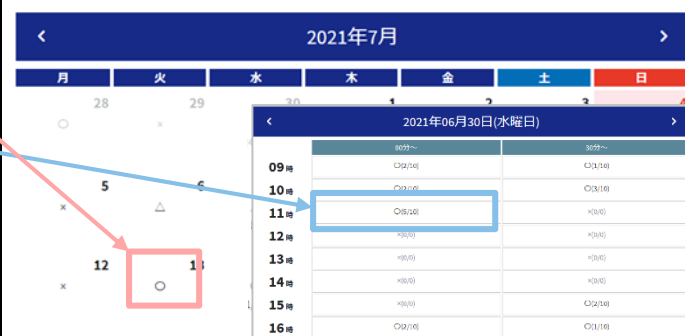 ‹ 2021年7月 ›
月 火 水 木 金 土 日
28 29 30 1 2 3 4
○ ×
5 6
× △
12 13
× ○
‹ 2021年06月30日(水曜日) ›
00分～ 30分～
09時 ○(2/10) ○(1/10)
10時 ○(2/10) ○(3/10)
11時 ○(5/10) ×(0/0)
12時 ×(0/0) ×(0/0)
13時 ×(0/0) ×(0/0)
14時 ×(0/0) ×(0/0)
15時 ×(0/0) ○(2/10)
16時 ○(2/10) ○(1/10)